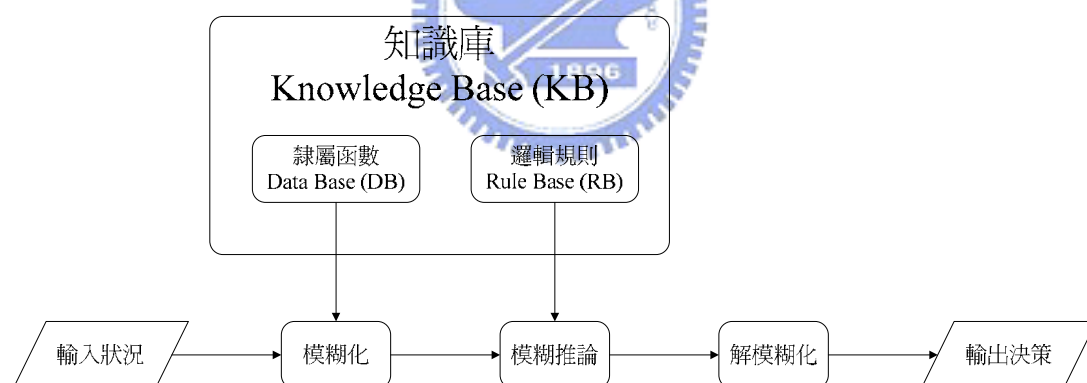 知識庫
1896
Knowledge Base (KB)
隸屬函數
Data Base (DB)
邏輯規則
Rule Base (RB)
輸入狀況
模糊化
模糊推論
解模糊化
輸出決策